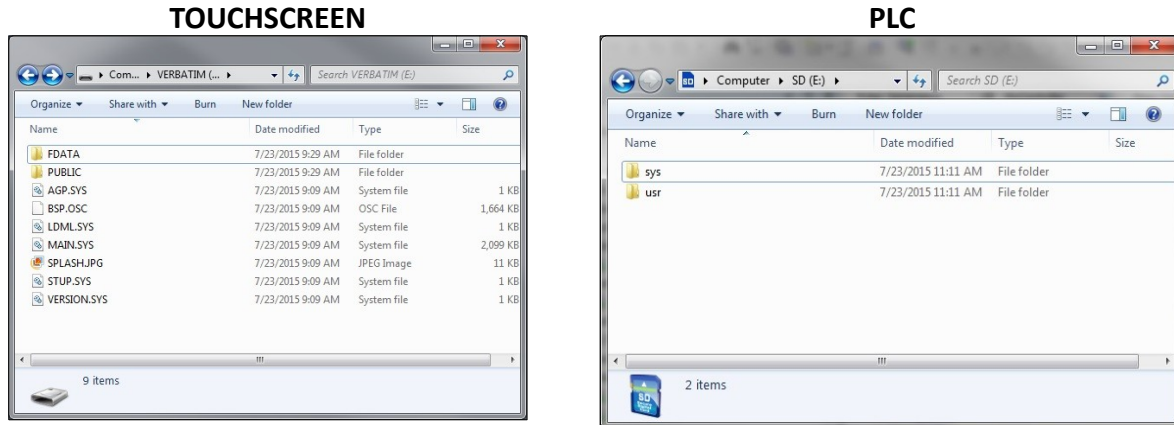 TOUCHSCREEN
Com... VERBATIM (...
Search VERBATIM (E:)
Organize Share with Burn New folder
Name Date modified Type Size
FDATA 7/23/2015 9:29 AM File folder
PUBLIC 7/23/2015 9:29 AM File folder
AGP.SYS 7/23/2015 9:09 AM System file 1 KB
BSP.OSC 7/23/2015 9:09 AM OSC File 1,664 KB
LDML.SYS 7/23/2015 9:09 AM System file 1 KB
MAIN.SYS 7/23/2015 9:09 AM System file 2,099 KB
SPLASH.JPG 7/23/2015 9:09 AM JPEG Image 11 KB
STUP.SYS 7/23/2015 9:09 AM System file 1 KB
VERSION.SYS 7/23/2015 9:09 AM System file 1 KB
9 items
PLC
SD Computer SD (E:)
Search SD (E:)
Organize Share with Burn New folder
Name Date modified Type Size
sys 7/23/2015 11:11 AM File folder
usr 7/23/2015 11:11 AM File folder
SD
2 items